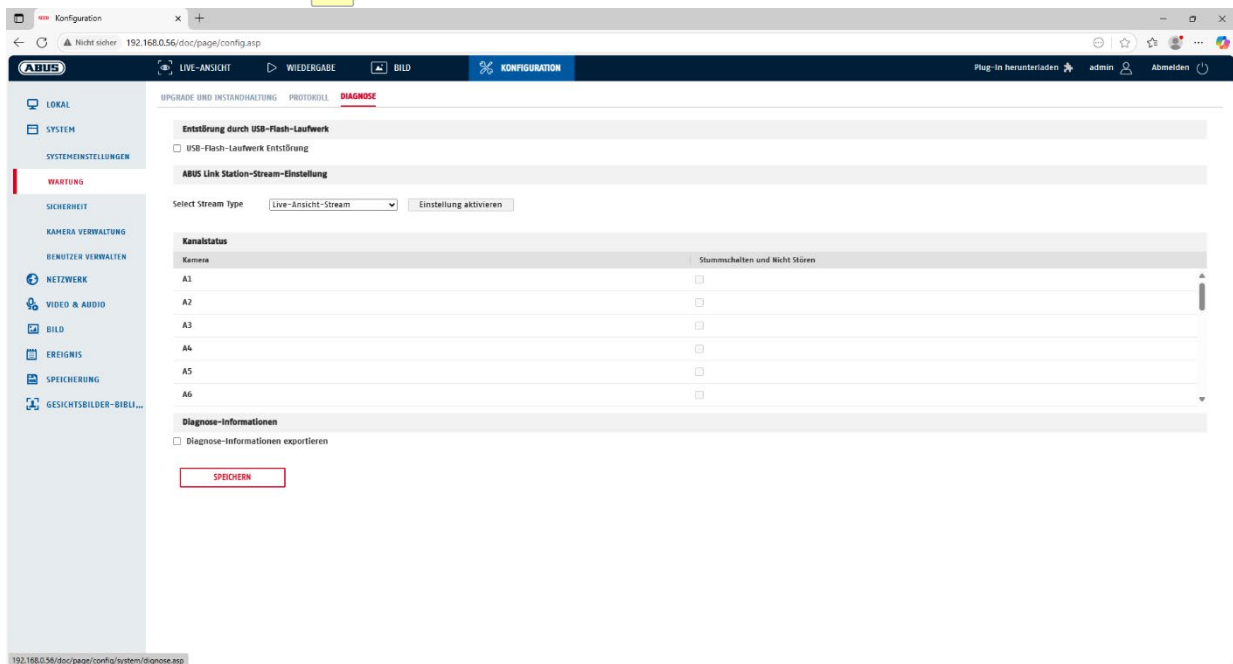 Konfiguration
Nicht sicher 192.168.0.56/doc/page/config.asp
ABUS LIVE-ANSICHT WIEDERGABE BILD KONFIGURATION Plug-In herunterladen admin Abmelden
UPGRADE UND INSTANDHALTUNG PROTOKOLL DIAGNOSE
LOKAL
SYSTEM
SYSTEMEINSTELLUNGEN
WARTUNG
SICHERHEIT
KAMERA VERWALTUNG
BENUTZER VERWALTEN
NETZWERK
VIDEO & AUDIO
BILD
EREIGNIS
SPEICHERUNG
GESICHTSBILDER-BIBLI...
Entstörung durch USB-Flash-Laufwerk
USB-Flash-Laufwerk Entstörung
ABUS Link Station-Stream-Einstellung
Select Stream Type Live-Ansicht-Stream Einstellung aktivieren
Kanalstatus
Kamera Stummschalten und Nicht Stören
A1
A2
A3
A4
A5
A6
Diagnose-Informationen
Diagnose-Informationen exportieren
SPEICHERN
192.168.0.56/doc/page/config/system/dignose.asp